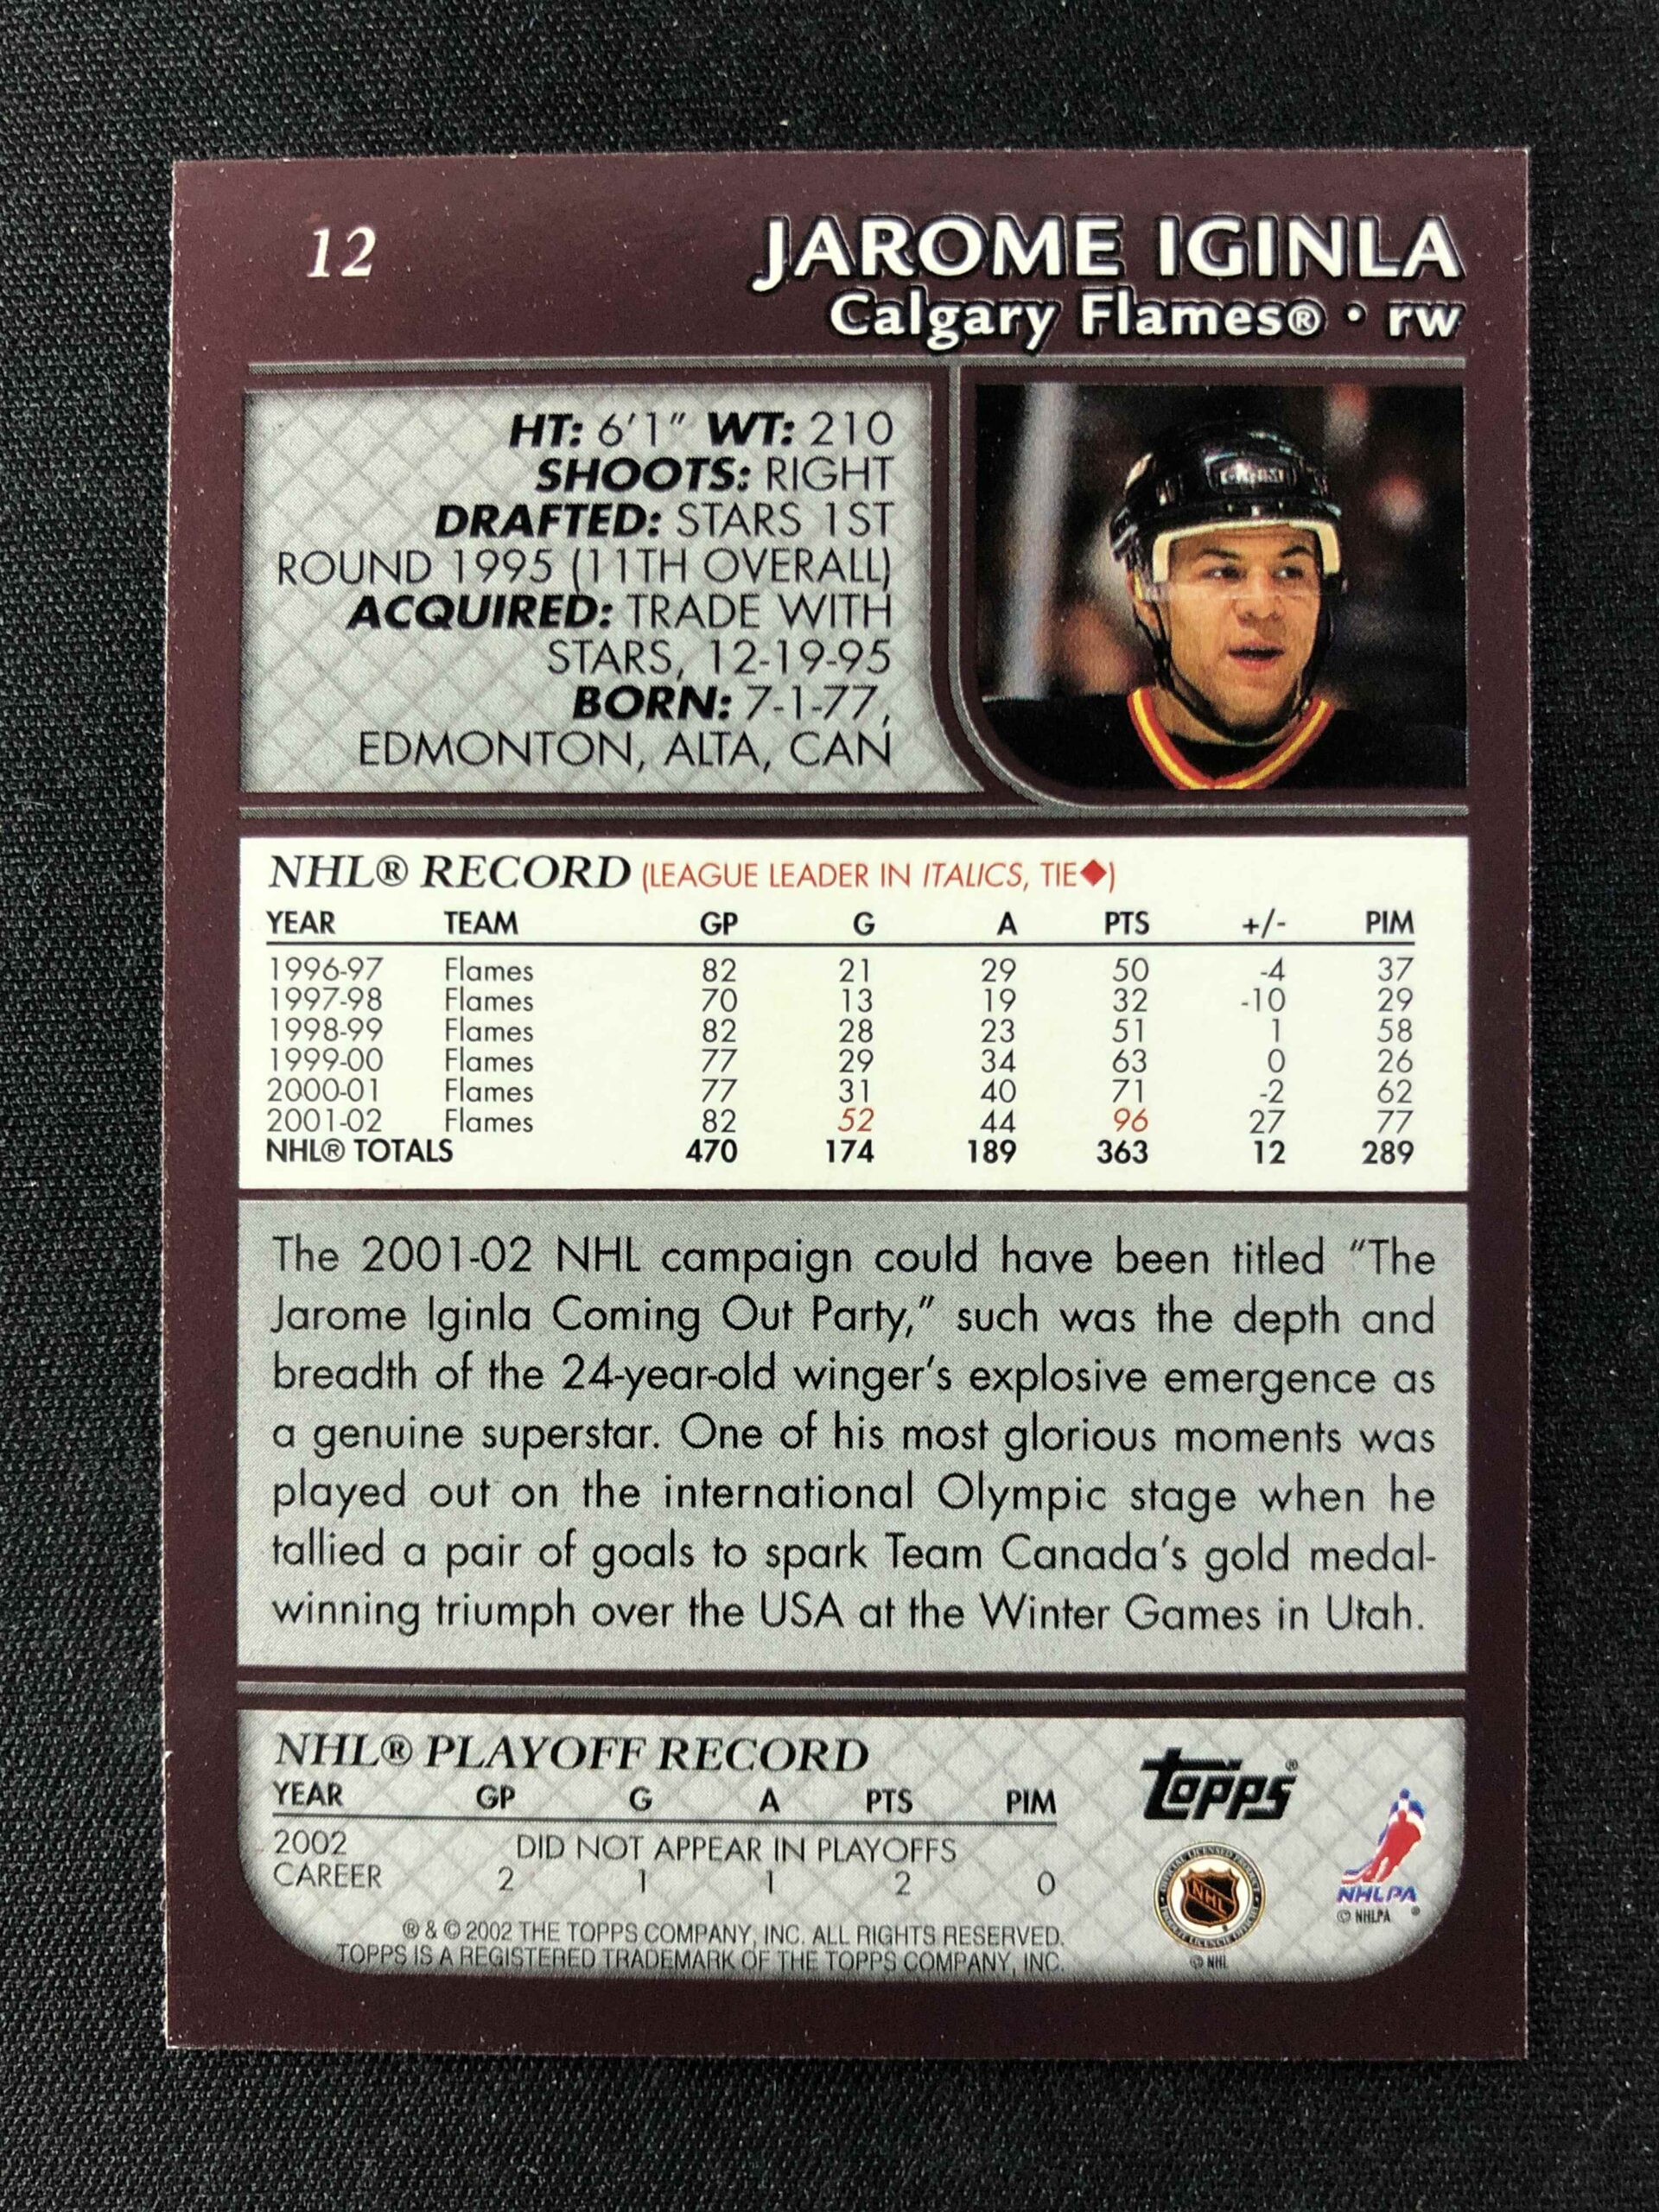 12
JAROME IGINLA
Calgary Flames® • rw
HT: 6'1" WT: 210
SHOOTS: RIGHT
DRAFTED: STARS 1ST
ROUND 1995 (11TH OVERALL)
ACQUIRED: TRADE WITH
STARS, 12-19-95
BORN: 7-1-77,
EDMONTON, ALTA, CAN
NHL® RECORD (LEAGUE LEADER IN ITALICS, TIE◆)
YEAR TEAM GP G A PTS +/- PIM
1996-97 Flames 82 21 29 50 -4 37
1997-98 Flames 70 13 19 32 -10 29
1998-99 Flames 82 28 23 51 1 58
1999-00 Flames 77 29 34 63 0 26
2000-01 Flames 77 31 40 71 -2 62
2001-02 Flames 82 52 44 96 27 77
NHL® TOTALS 470 174 189 363 12 289
The 2001-02 NHL campaign could have been titled “The
Jarome Iginla Coming Out Party,” such was the depth and
breadth of the 24-year-old winger’s explosive emergence as
a genuine superstar. One of his most glorious moments was
played out on the international Olympic stage when he
tallied a pair of goals to spark Team Canada’s gold medal-
winning triumph over the USA at the Winter Games in Utah.
NHL® PLAYOFF RECORD
YEAR GP G A PTS PIM
2002 DID NOT APPEAR IN PLAYOFFS
CAREER 2 1 1 2 0
® & © 2002 THE TOPPS COMPANY, INC. ALL RIGHTS RESERVED.
TOPPS IS A REGISTERED TRADEMARK OF THE TOPPS COMPANY, INC.
topps®
NHL
© NHL
NHLPA ®
© NHLPA